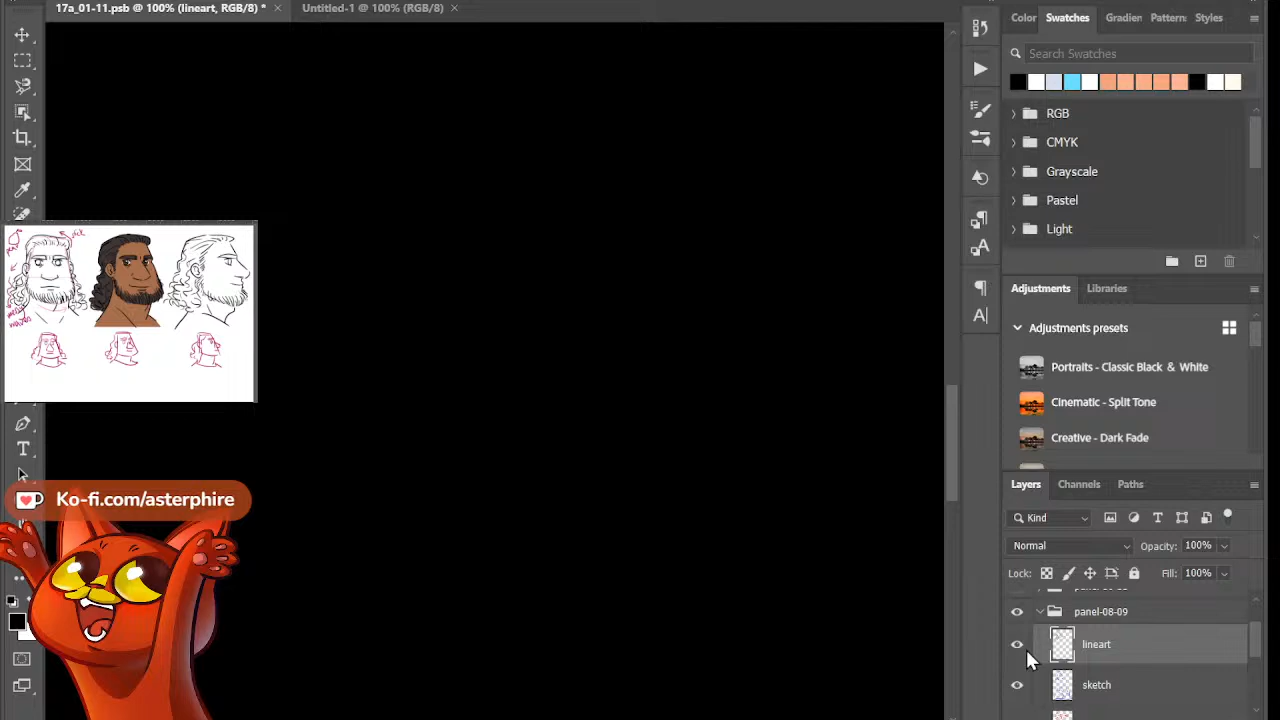 17a_01-11.psb @ 100% (lineart, RGB/8) *
Untitled-1 @ 100% (RGB/8)
Color
Swatches
Gradien
Pattern:
Styles
Search Swatches
RGB
CMYK
Grayscale
Pastel
Light
Adjustments
Libraries
Adjustments presets
Portraits - Classic Black & White
Cinematic - Split Tone
Creative - Dark Fade
Ko-fi.com/asterphire
Layers
Channels
Paths
Kind
Normal
Opacity: 100%
Lock:
Fill: 100%
panel-08-09
lineart
sketch